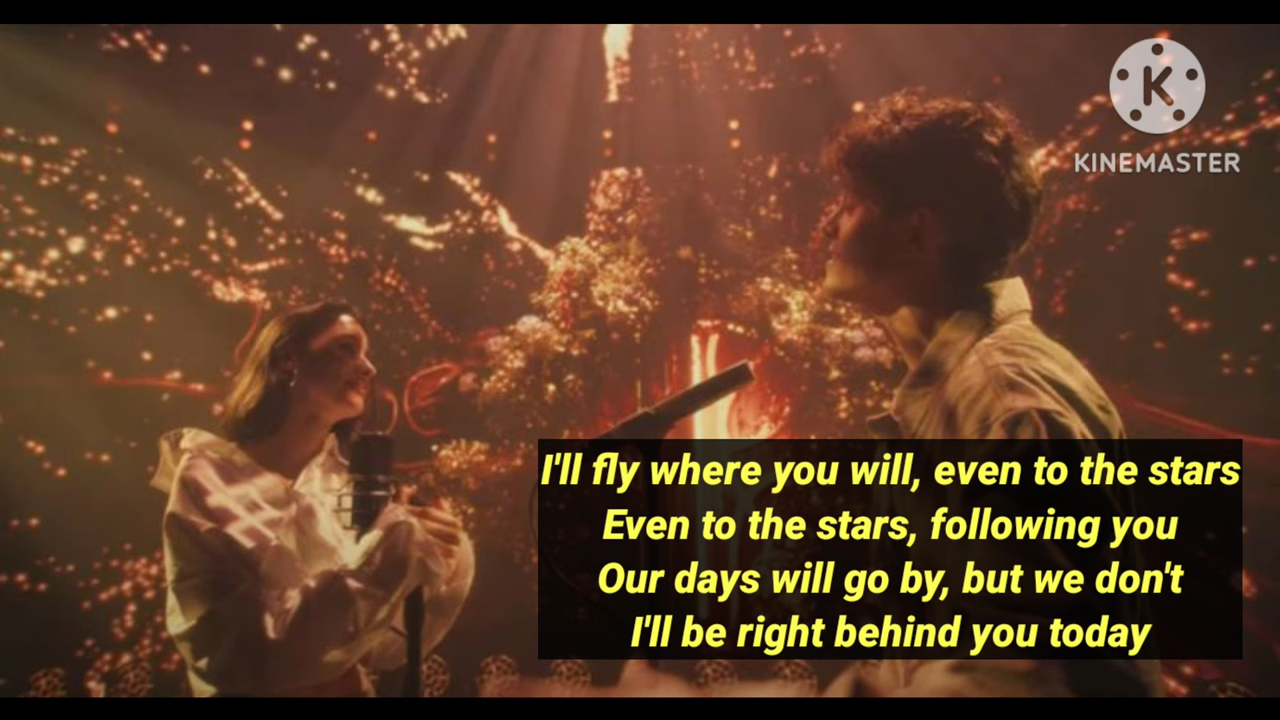 K
KINEMASTER
I'll fly where you will, even to the stars
Even to the stars, following you
Our days will go by, but we don't
I'll be right behind you today